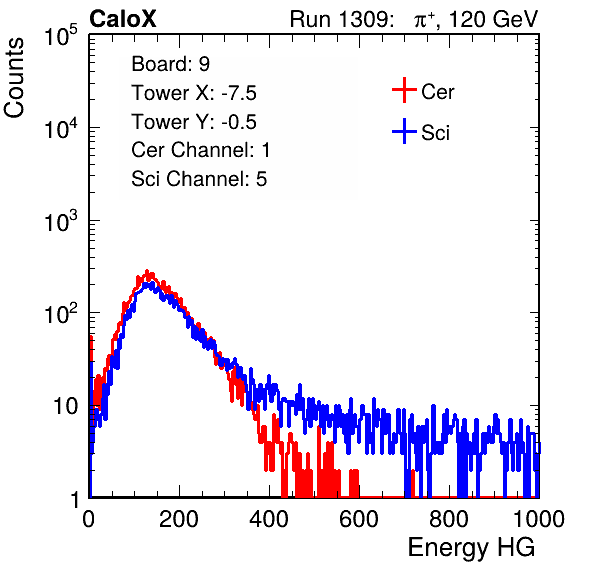 CaloX Run 1309: π⁺, 120 GeV
Board: 9
Tower X: -7.5
Tower Y: -0.5
Cer Channel: 1
Sci Channel: 5
Cer
Sci
Counts
10⁵
10⁴
10³
10²
10
1
0 200 400 600 800 1000
Energy HG